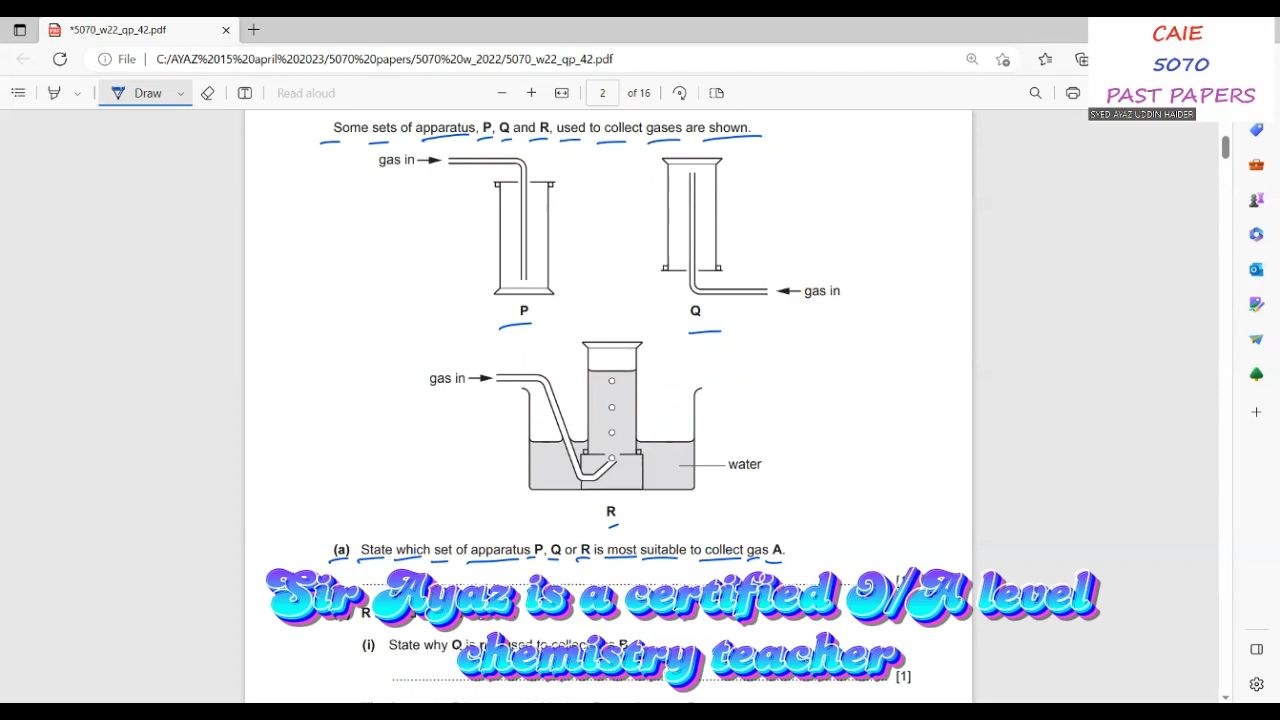 *5070_w22_qp_42.pdf
File
C:/AYAZ%2015%20april%202023/5070%20papers/5070%20w_2022/5070_w22_qp_42.pdf
CAIE
5070
PAST PAPERS
SYED AYAZ UDDIN HAIDER
Draw
Read aloud
2 of 16
Some sets of apparatus, P, Q and R, used to collect gases are shown.
gas in
P
gas in
Q
gas in
water
R
(a) State which set of apparatus P, Q or R is most suitable to collect gas A.
Sir Ayaz is a certified O/A level
chemistry teacher
R
(i) State why Q is
[1]